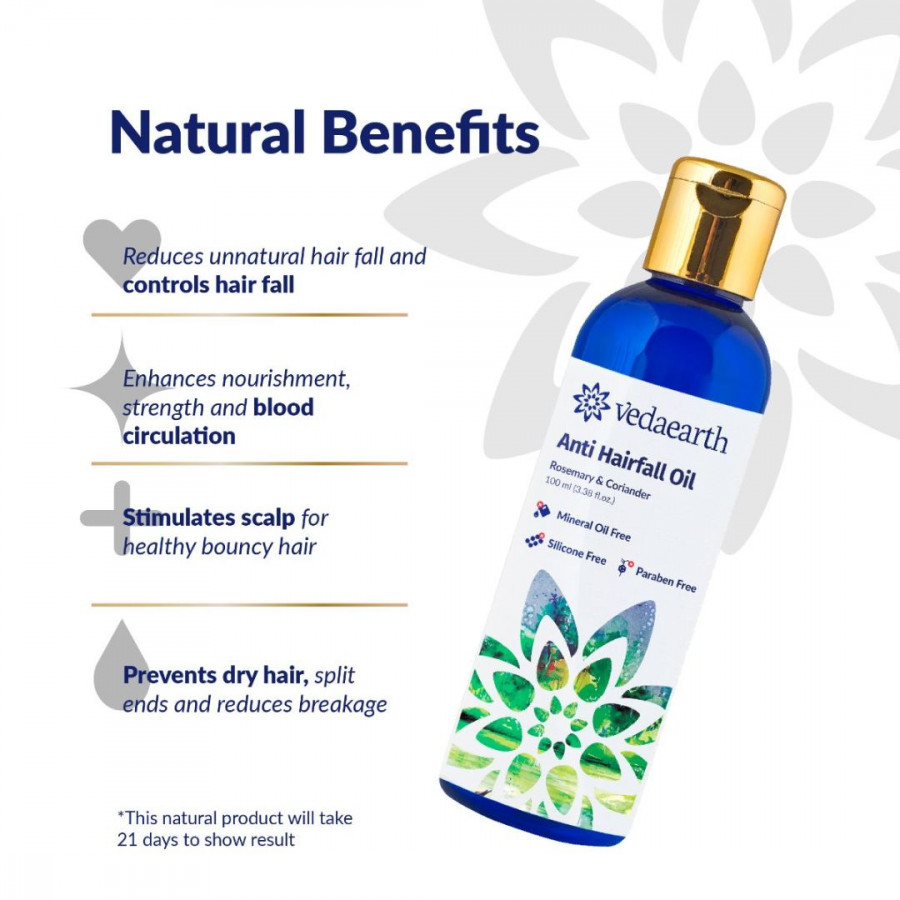 Natural Benefits
Reduces unnatural hair fall and
controls hair fall
Enhances nourishment,
strength and blood
circulation
Stimulates scalp for
healthy bouncy hair
Prevents dry hair, split
ends and reduces breakage
*This natural product will take
21 days to show result
vedaearth
Anti Hairfall Oil
Rosemary & Coriander
100 ml (3.38 fl.oz.)
Mineral Oil Free
Silicone Free
Paraben Free